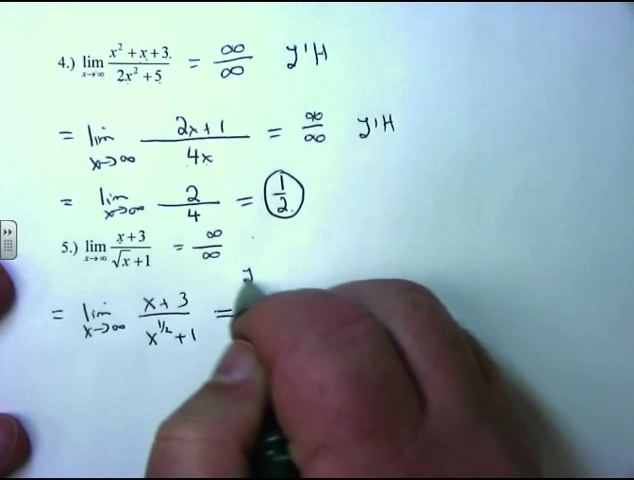 4.) lim x→∞ x² + x + 3 / 2x² + 5 = ∞/∞ L'H
= lim x→∞ 2x+1 / 4x = ∞/∞ L'H
= lim x→∞ 2/4 = 1/2
5.) lim x→∞ x+3 / √x + 1 = ∞/∞
= lim x→∞ x+3 / x^1/2 + 1 =